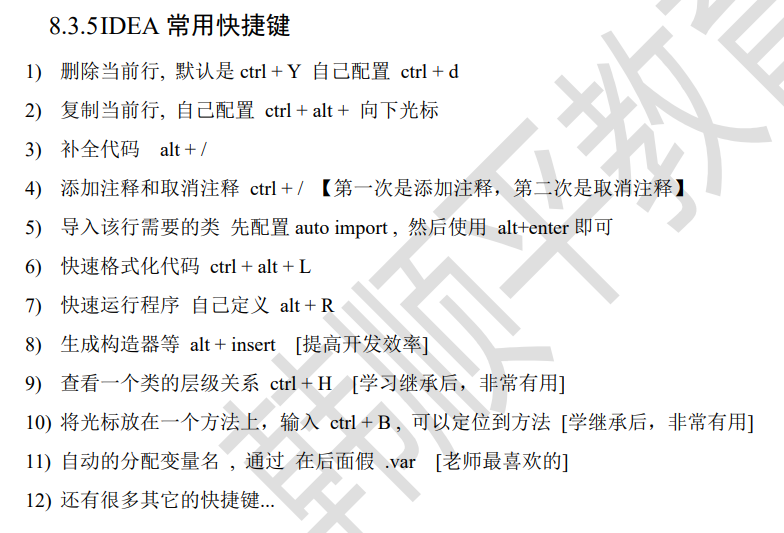 8.3.5IDEA 常用快捷键
1) 删除当前行, 默认是 ctrl + Y 自己配置 ctrl + d
2) 复制当前行, 自己配置 ctrl + alt + 向下光标
3) 补全代码 alt + /
4) 添加注释和取消注释 ctrl + / 【第一次是添加注释，第二次是取消注释】
5) 导入该行需要的类 先配置 auto import , 然后使用 alt+enter 即可
6) 快速格式化代码 ctrl + alt + L
7) 快速运行程序 自己定义 alt + R
8) 生成构造器等 alt + insert [提高开发效率]
9) 查看一个类的层级关系 ctrl + H [学习继承后，非常有用]
10) 将光标放在一个方法上，输入 ctrl + B , 可以定位到方法 [学继承后，非常有用]
11) 自动的分配变量名 , 通过 在后面假 .var [老师最喜欢的]
12) 还有很多其它的快捷键...
韩顺平教育